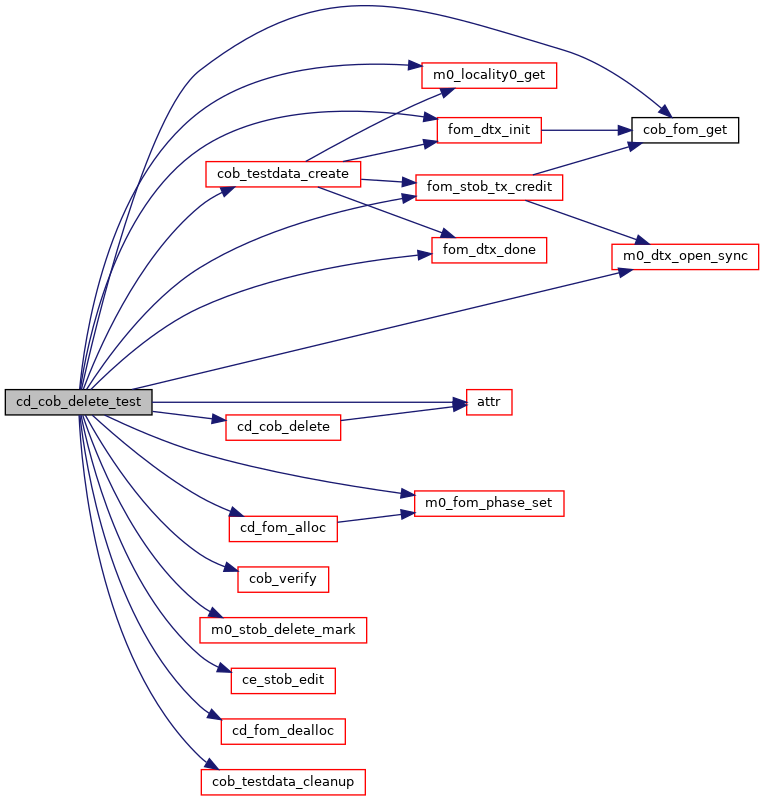 m0_locality0_get
fom_dtx_init
cob_fom_get
cob_testdata_create
fom_stob_tx_credit
fom_dtx_done
m0_dtx_open_sync
cd_cob_delete_test
attr
cd_cob_delete
m0_fom_phase_set
cd_fom_alloc
cob_verify
m0_stob_delete_mark
ce_stob_edit
cd_fom_dealloc
cob_testdata_cleanup